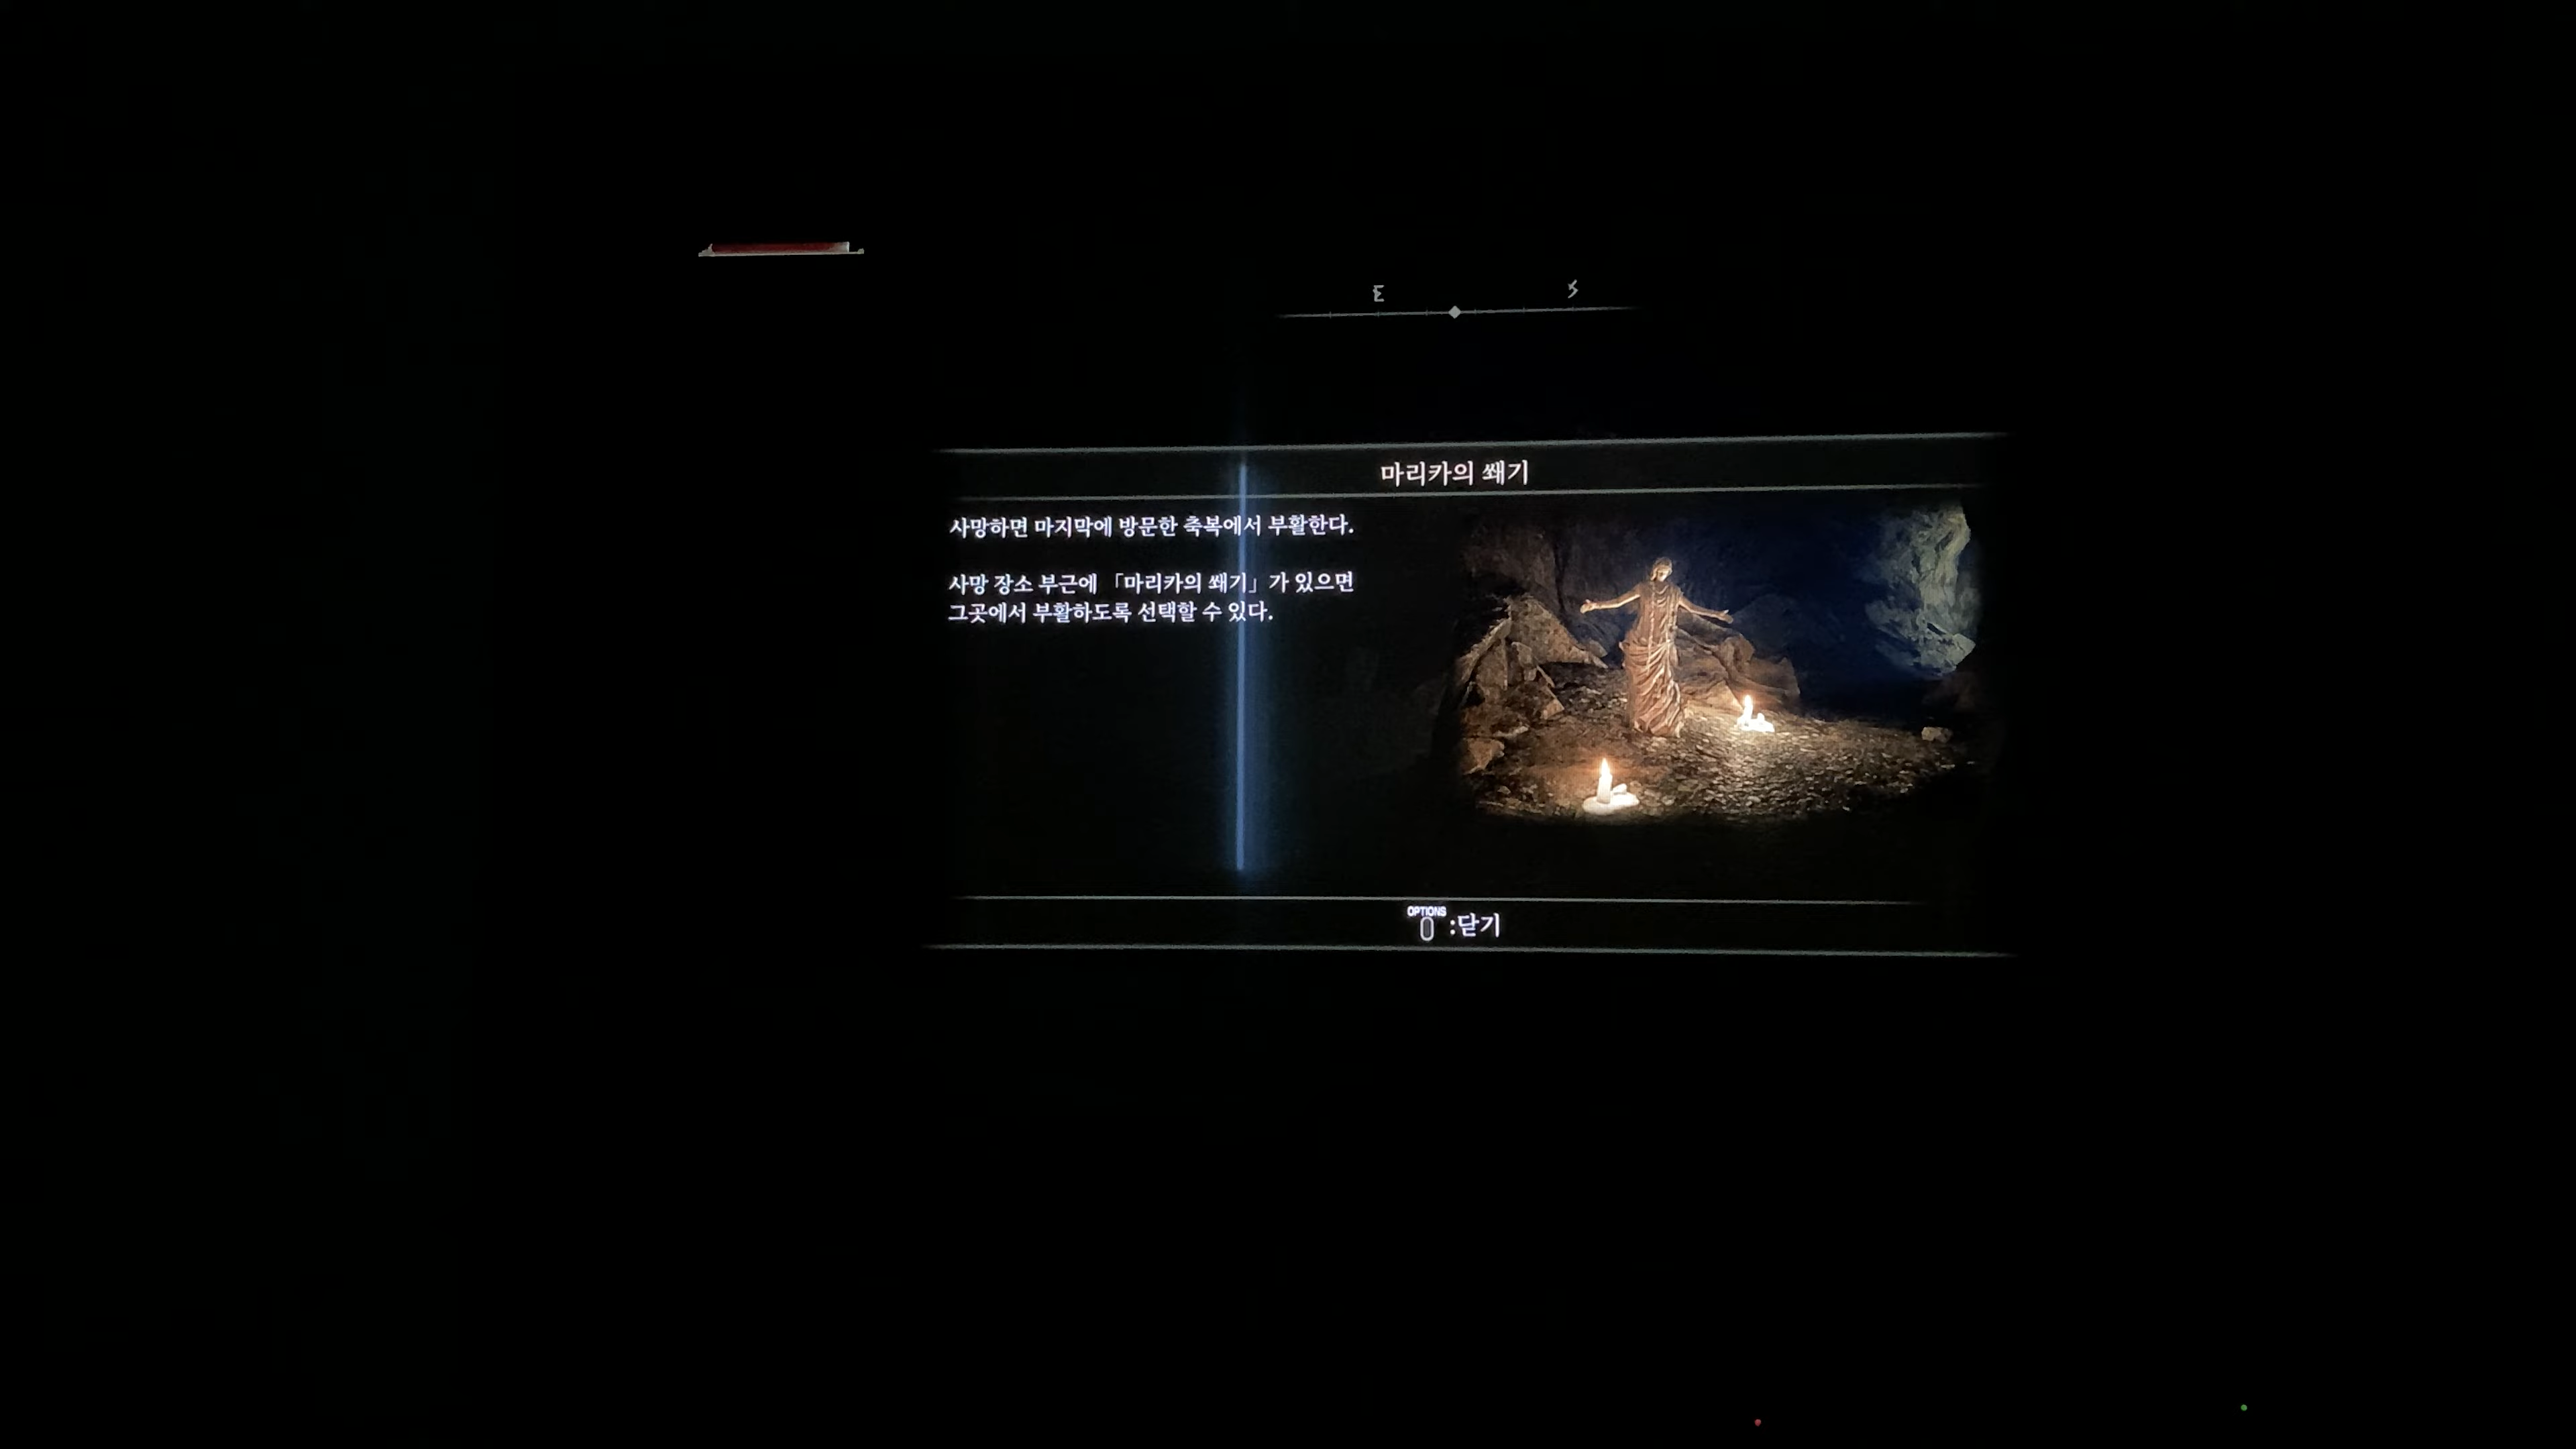 E
S
마리카의 쐐기
사망하면 마지막에 방문한 축복에서 부활한다.
사망 장소 부근에 「마리카의 쐐기」가 있으면
그곳에서 부활하도록 선택할 수 있다.
OPTIONS
:닫기